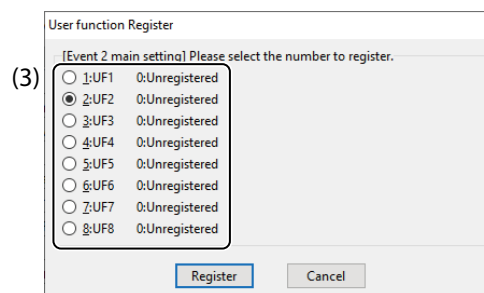 User function Register
[Event 2 main setting] Please select the number to register.
(3)
1:UF1 0:Unregistered
2:UF2 0:Unregistered
3:UF3 0:Unregistered
4:UF4 0:Unregistered
5:UF5 0:Unregistered
6:UF6 0:Unregistered
7:UF7 0:Unregistered
8:UF8 0:Unregistered
Register Cancel